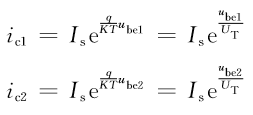 $i_{c1} = I_s e^{\frac{q}{KT} u_{be1}} = I_s e^{\frac{u_{be1}}{U_T}}$
$i_{c2} = I_s e^{\frac{q}{KT} u_{be2}} = I_s e^{\frac{u_{be2}}{U_T}}$